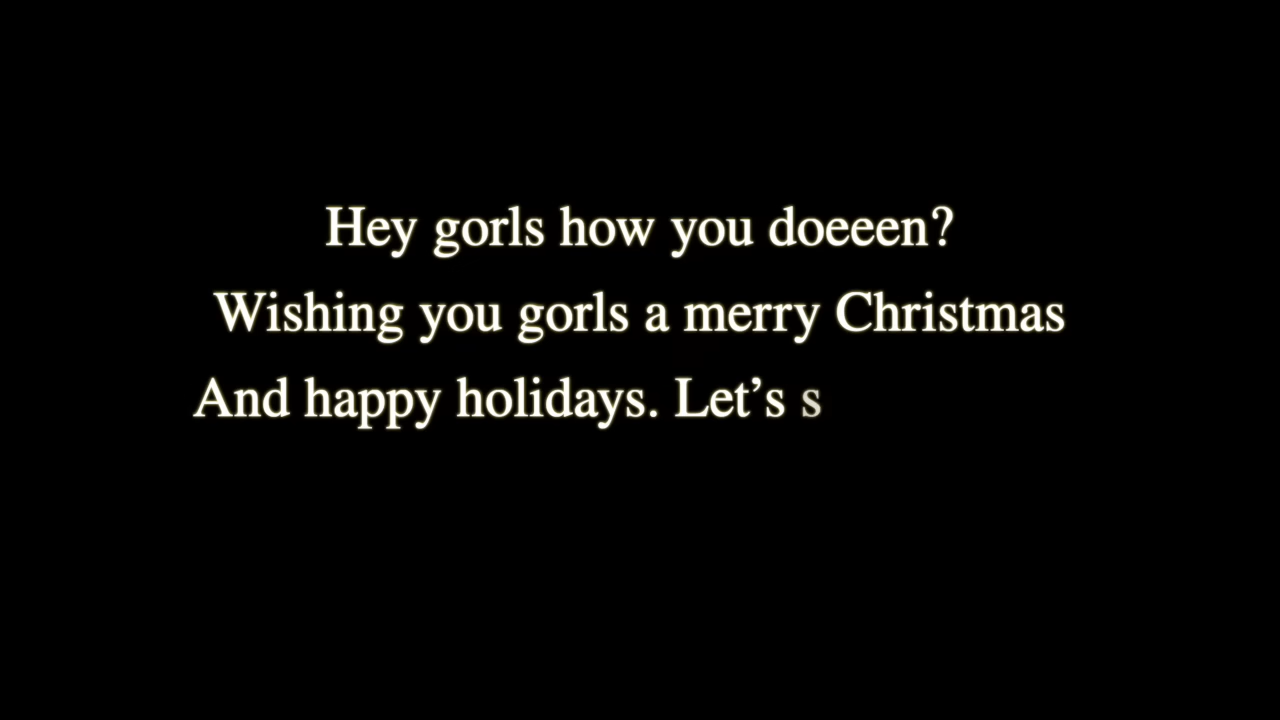 Hey gorls how you doeeen?
Wishing you gorls a merry Christmas
And happy holidays. Let’s s